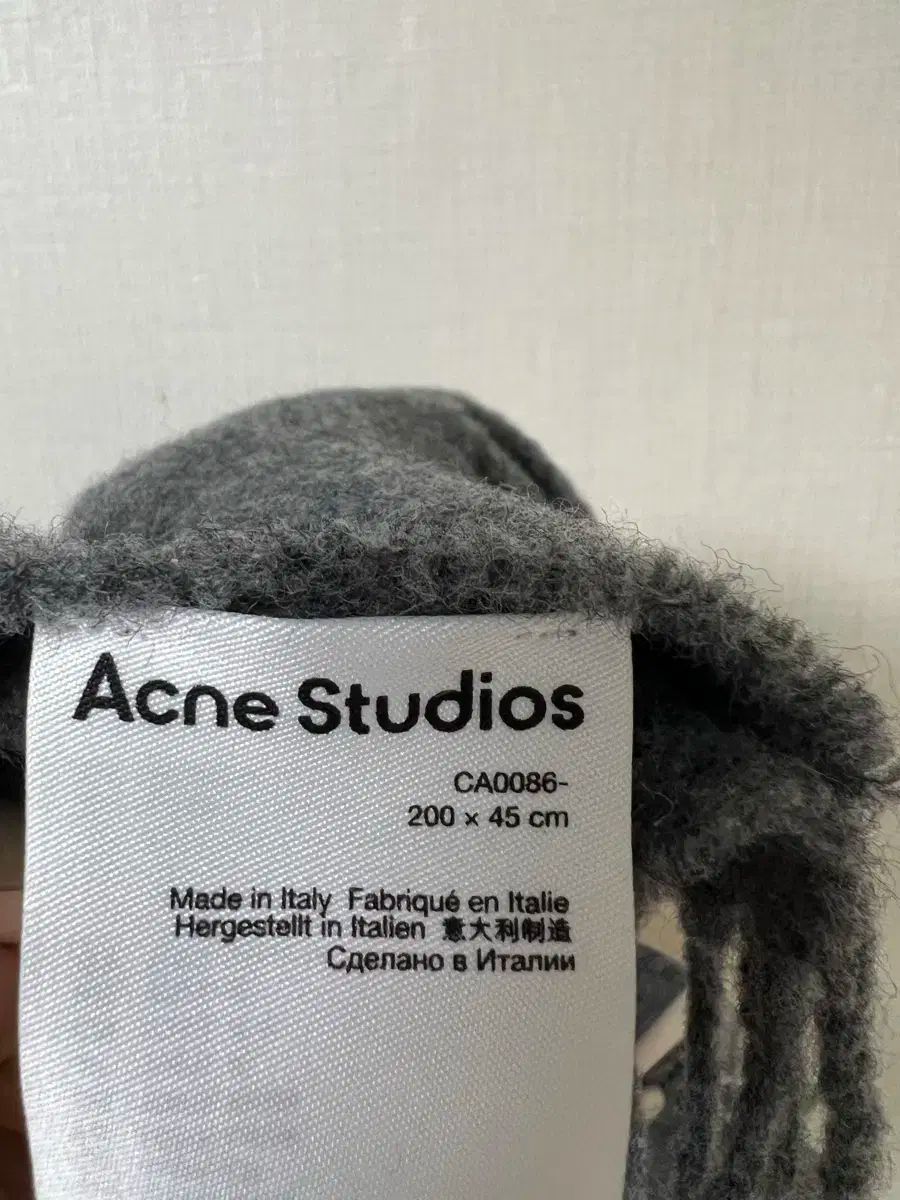 Acne Studios
CA0086-
200 × 45 cm
Made in Italy Fabriqué en Italie
Hergestellt in Italien 意大利制造
Сделано в Италии